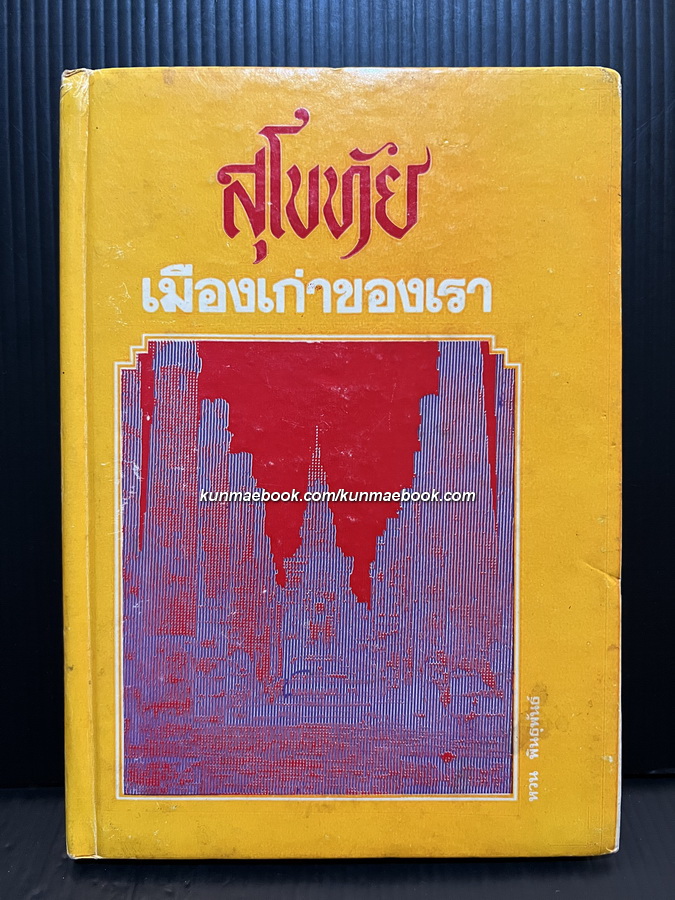 สุโขทัย
เมืองเก่าของเรา
kunmaebook.com/kunmaebook.com
หวน พินธุพันธ์